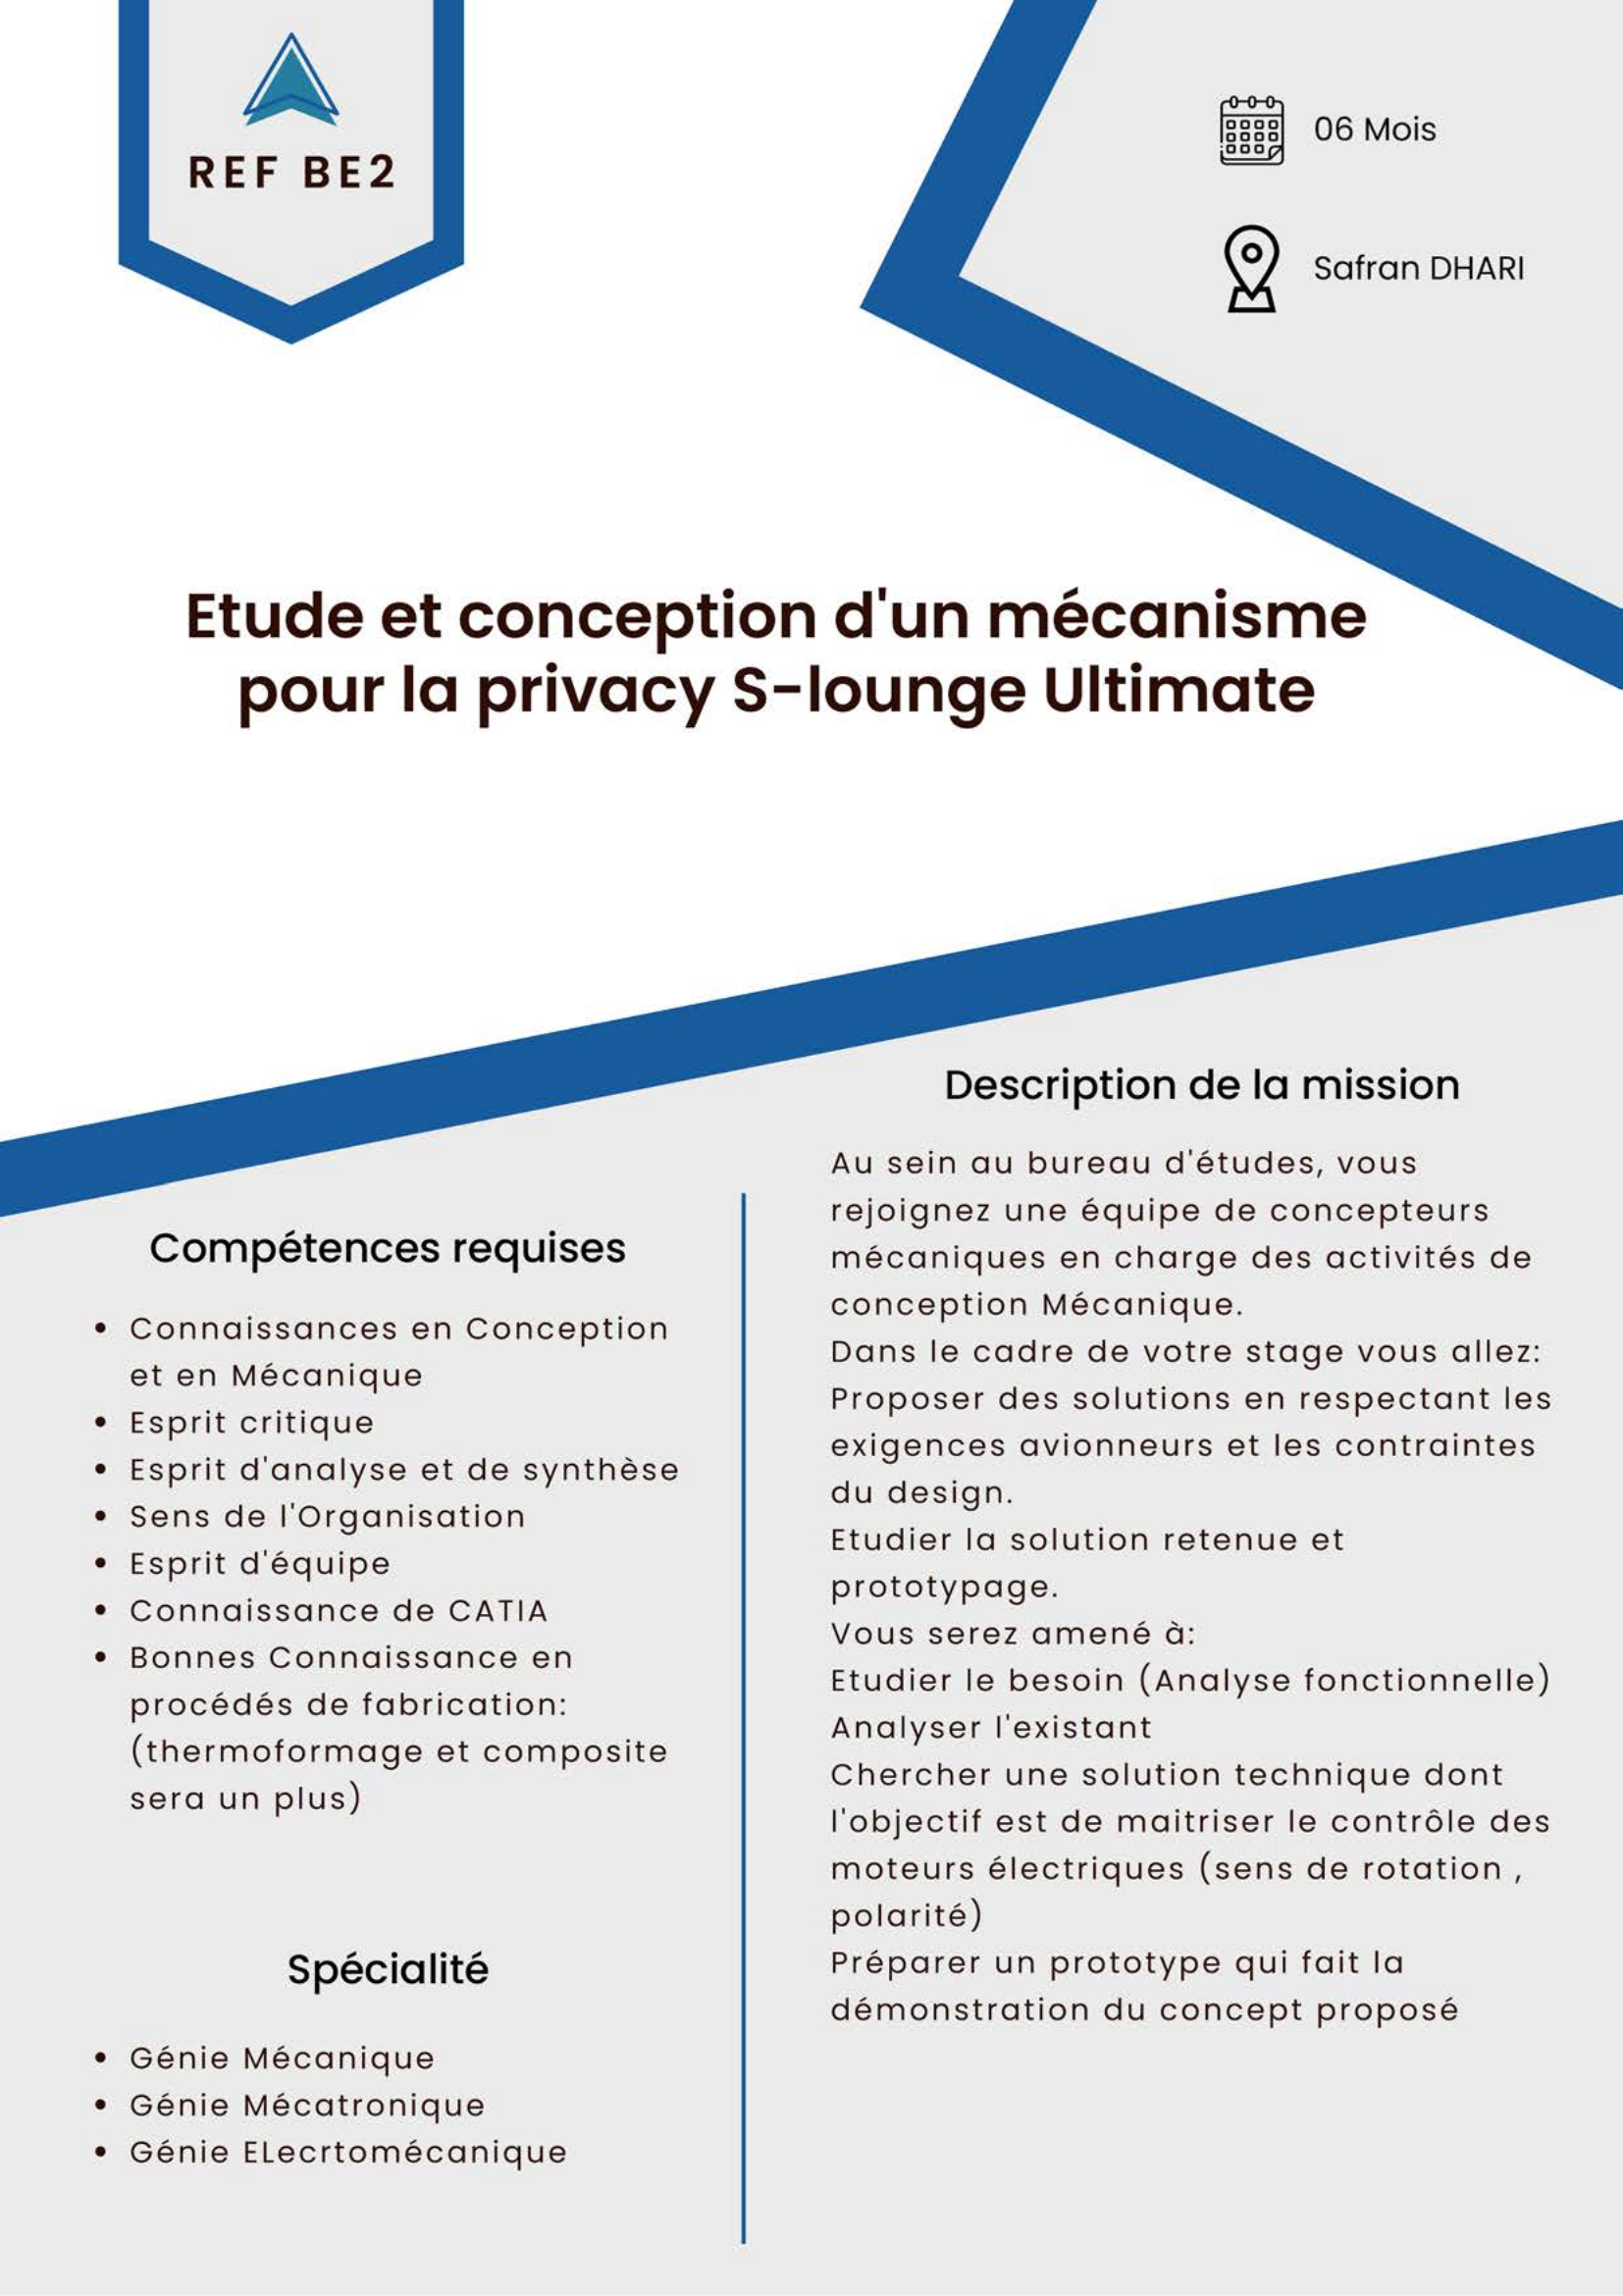 REF BE2
06 Mois
Safran DHARI
Etude et conception d'un mécanisme
pour la privacy S-lounge Ultimate
Compétences requises
• Connaissances en Conception
et en Mécanique
• Esprit critique
• Esprit d'analyse et de synthèse
• Sens de l'Organisation
• Esprit d'équipe
• Connaissance de CATIA
• Bonnes Connaissance en
procédés de fabrication:
(thermoformage et composite
sera un plus)
Spécialité
• Génie Mécanique
• Génie Mécatronique
• Génie ELecrtomécanique
Description de la mission
Au sein au bureau d'études, vous
rejoignez une équipe de concepteurs
mécaniques en charge des activités de
conception Mécanique.
Dans le cadre de votre stage vous allez:
Proposer des solutions en respectant les
exigences avionneurs et les contraintes
du design.
Etudier la solution retenue et
prototypage.
Vous serez amené à:
Etudier le besoin (Analyse fonctionnelle)
Analyser l'existant
Chercher une solution technique dont
l'objectif est de maitriser le contrôle des
moteurs électriques (sens de rotation ,
polarité)
Préparer un prototype qui fait la
démonstration du concept proposé